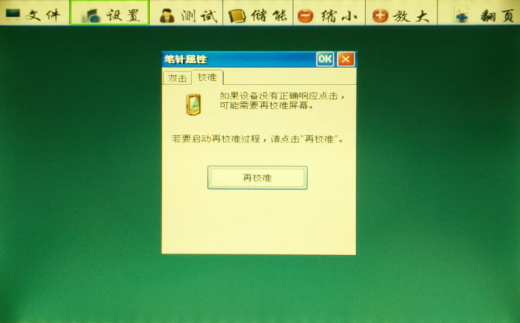 文件 设置 测试 储能 缩小 放大 翻页
笔针属性 OK
双击 校准
如果设备没有正确响应点击，
可能需要再校准屏幕。
若要启动再校准过程，请点击"再校准"。
再校准